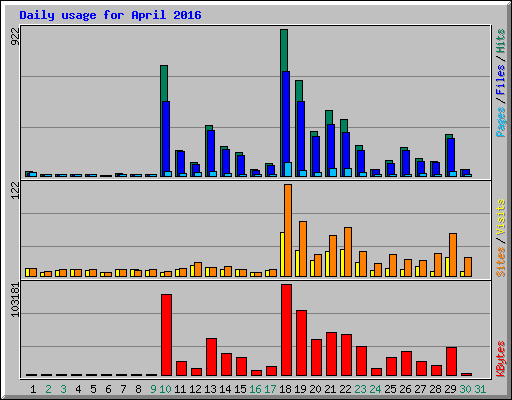 Daily usage for April 2016
922
Pages / Files / Hits
122
Sites / Visits
103181
KBytes
1 2 3 4 5 6 7 8 9 10 11 12 13 14 15 16 17 18 19 20 21 22 23 24 25 26 27 28 29 30 31